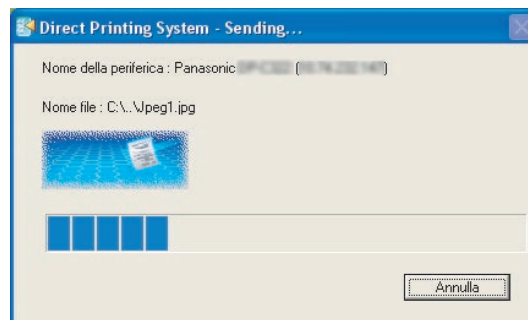 Direct Printing System - Sending...
Nome della periferica : Panasonic
Nome file : C:\..\Jpeg1.jpg
Annulla